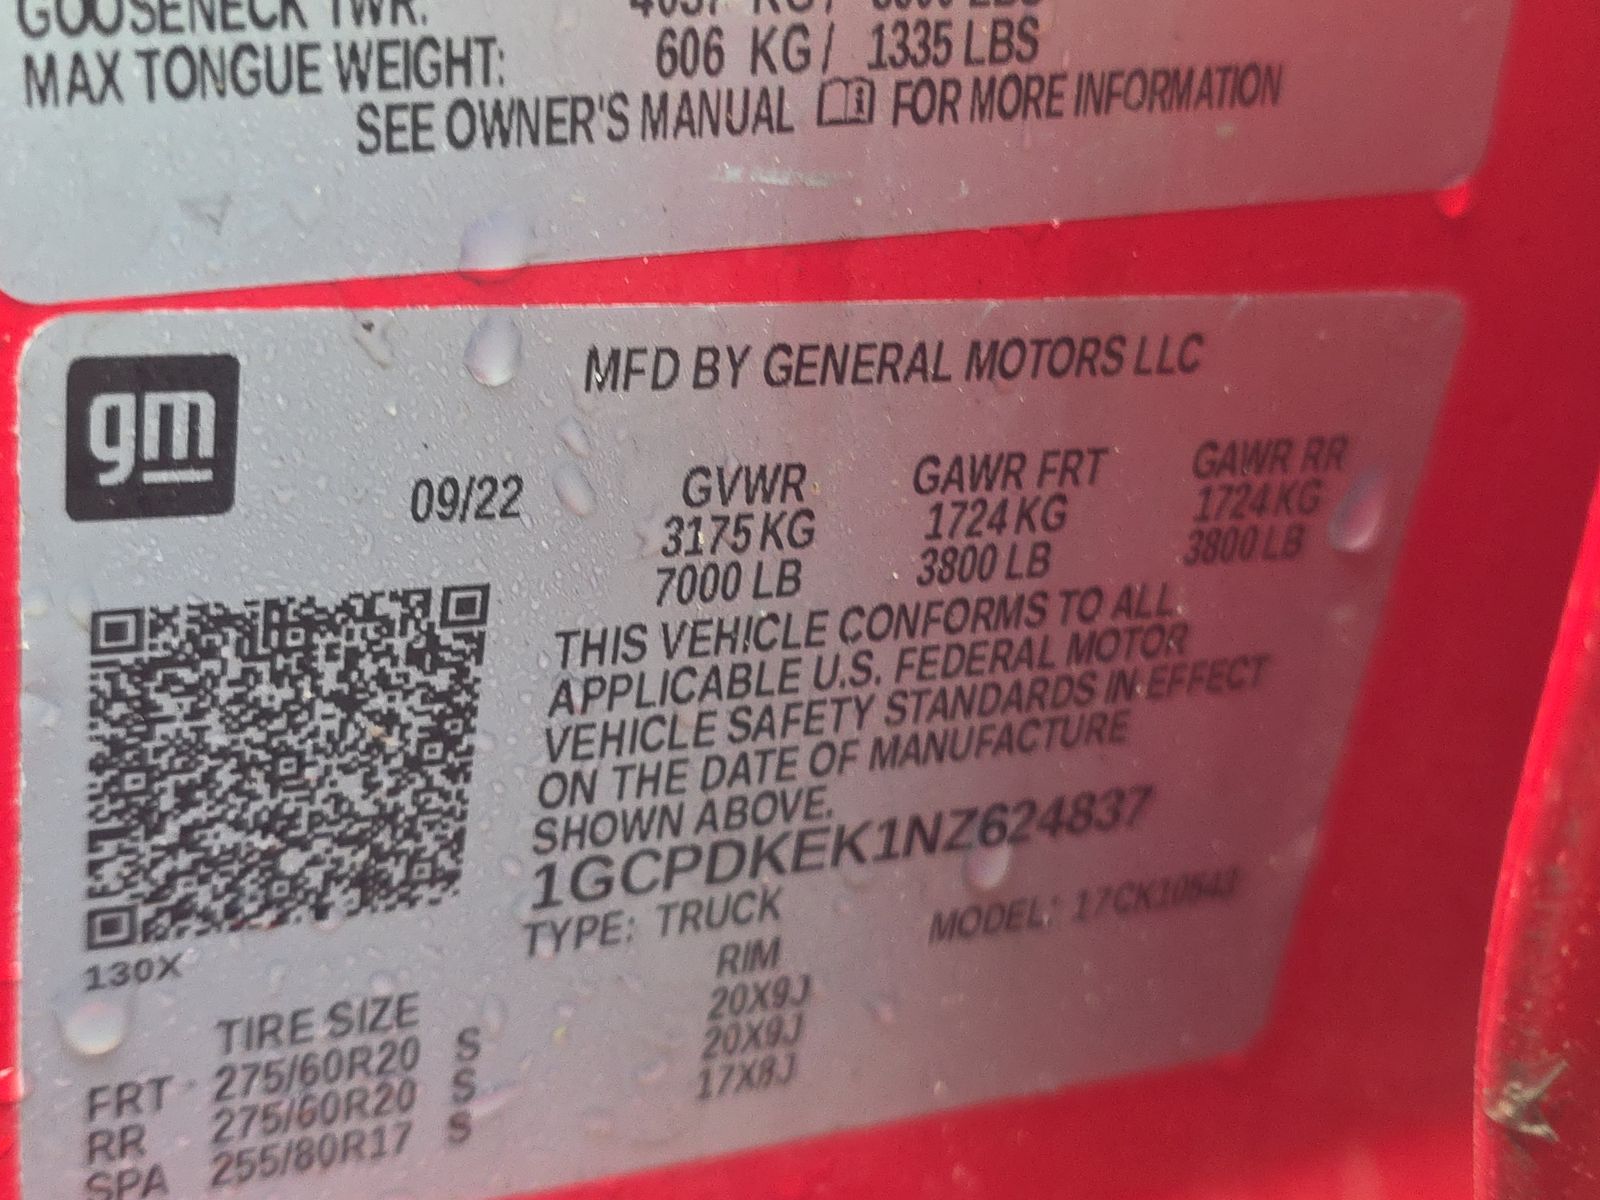 GOOSENECK TWR:
MAX TONGUE WEIGHT: 606 KG / 1335 LBS
SEE OWNER'S MANUAL FOR MORE INFORMATION
gm
MFD BY GENERAL MOTORS LLC
09/22 GVWR GAWR FRT GAWR RR
3175 KG 1724 KG 1724 KG
7000 LB 3800 LB 3800 LB
THIS VEHICLE CONFORMS TO ALL
APPLICABLE U.S. FEDERAL MOTOR
VEHICLE SAFETY STANDARDS IN EFFECT
ON THE DATE OF MANUFACTURE
SHOWN ABOVE.
1GCPDKEK1NZ624837
TYPE: TRUCK MODEL: 17CK10543
130X
TIRE SIZE RIM
FRT 275/60R20 S 20X9J
RR 275/60R20 S 20X9J
SPA 255/80R17 S 17X8J